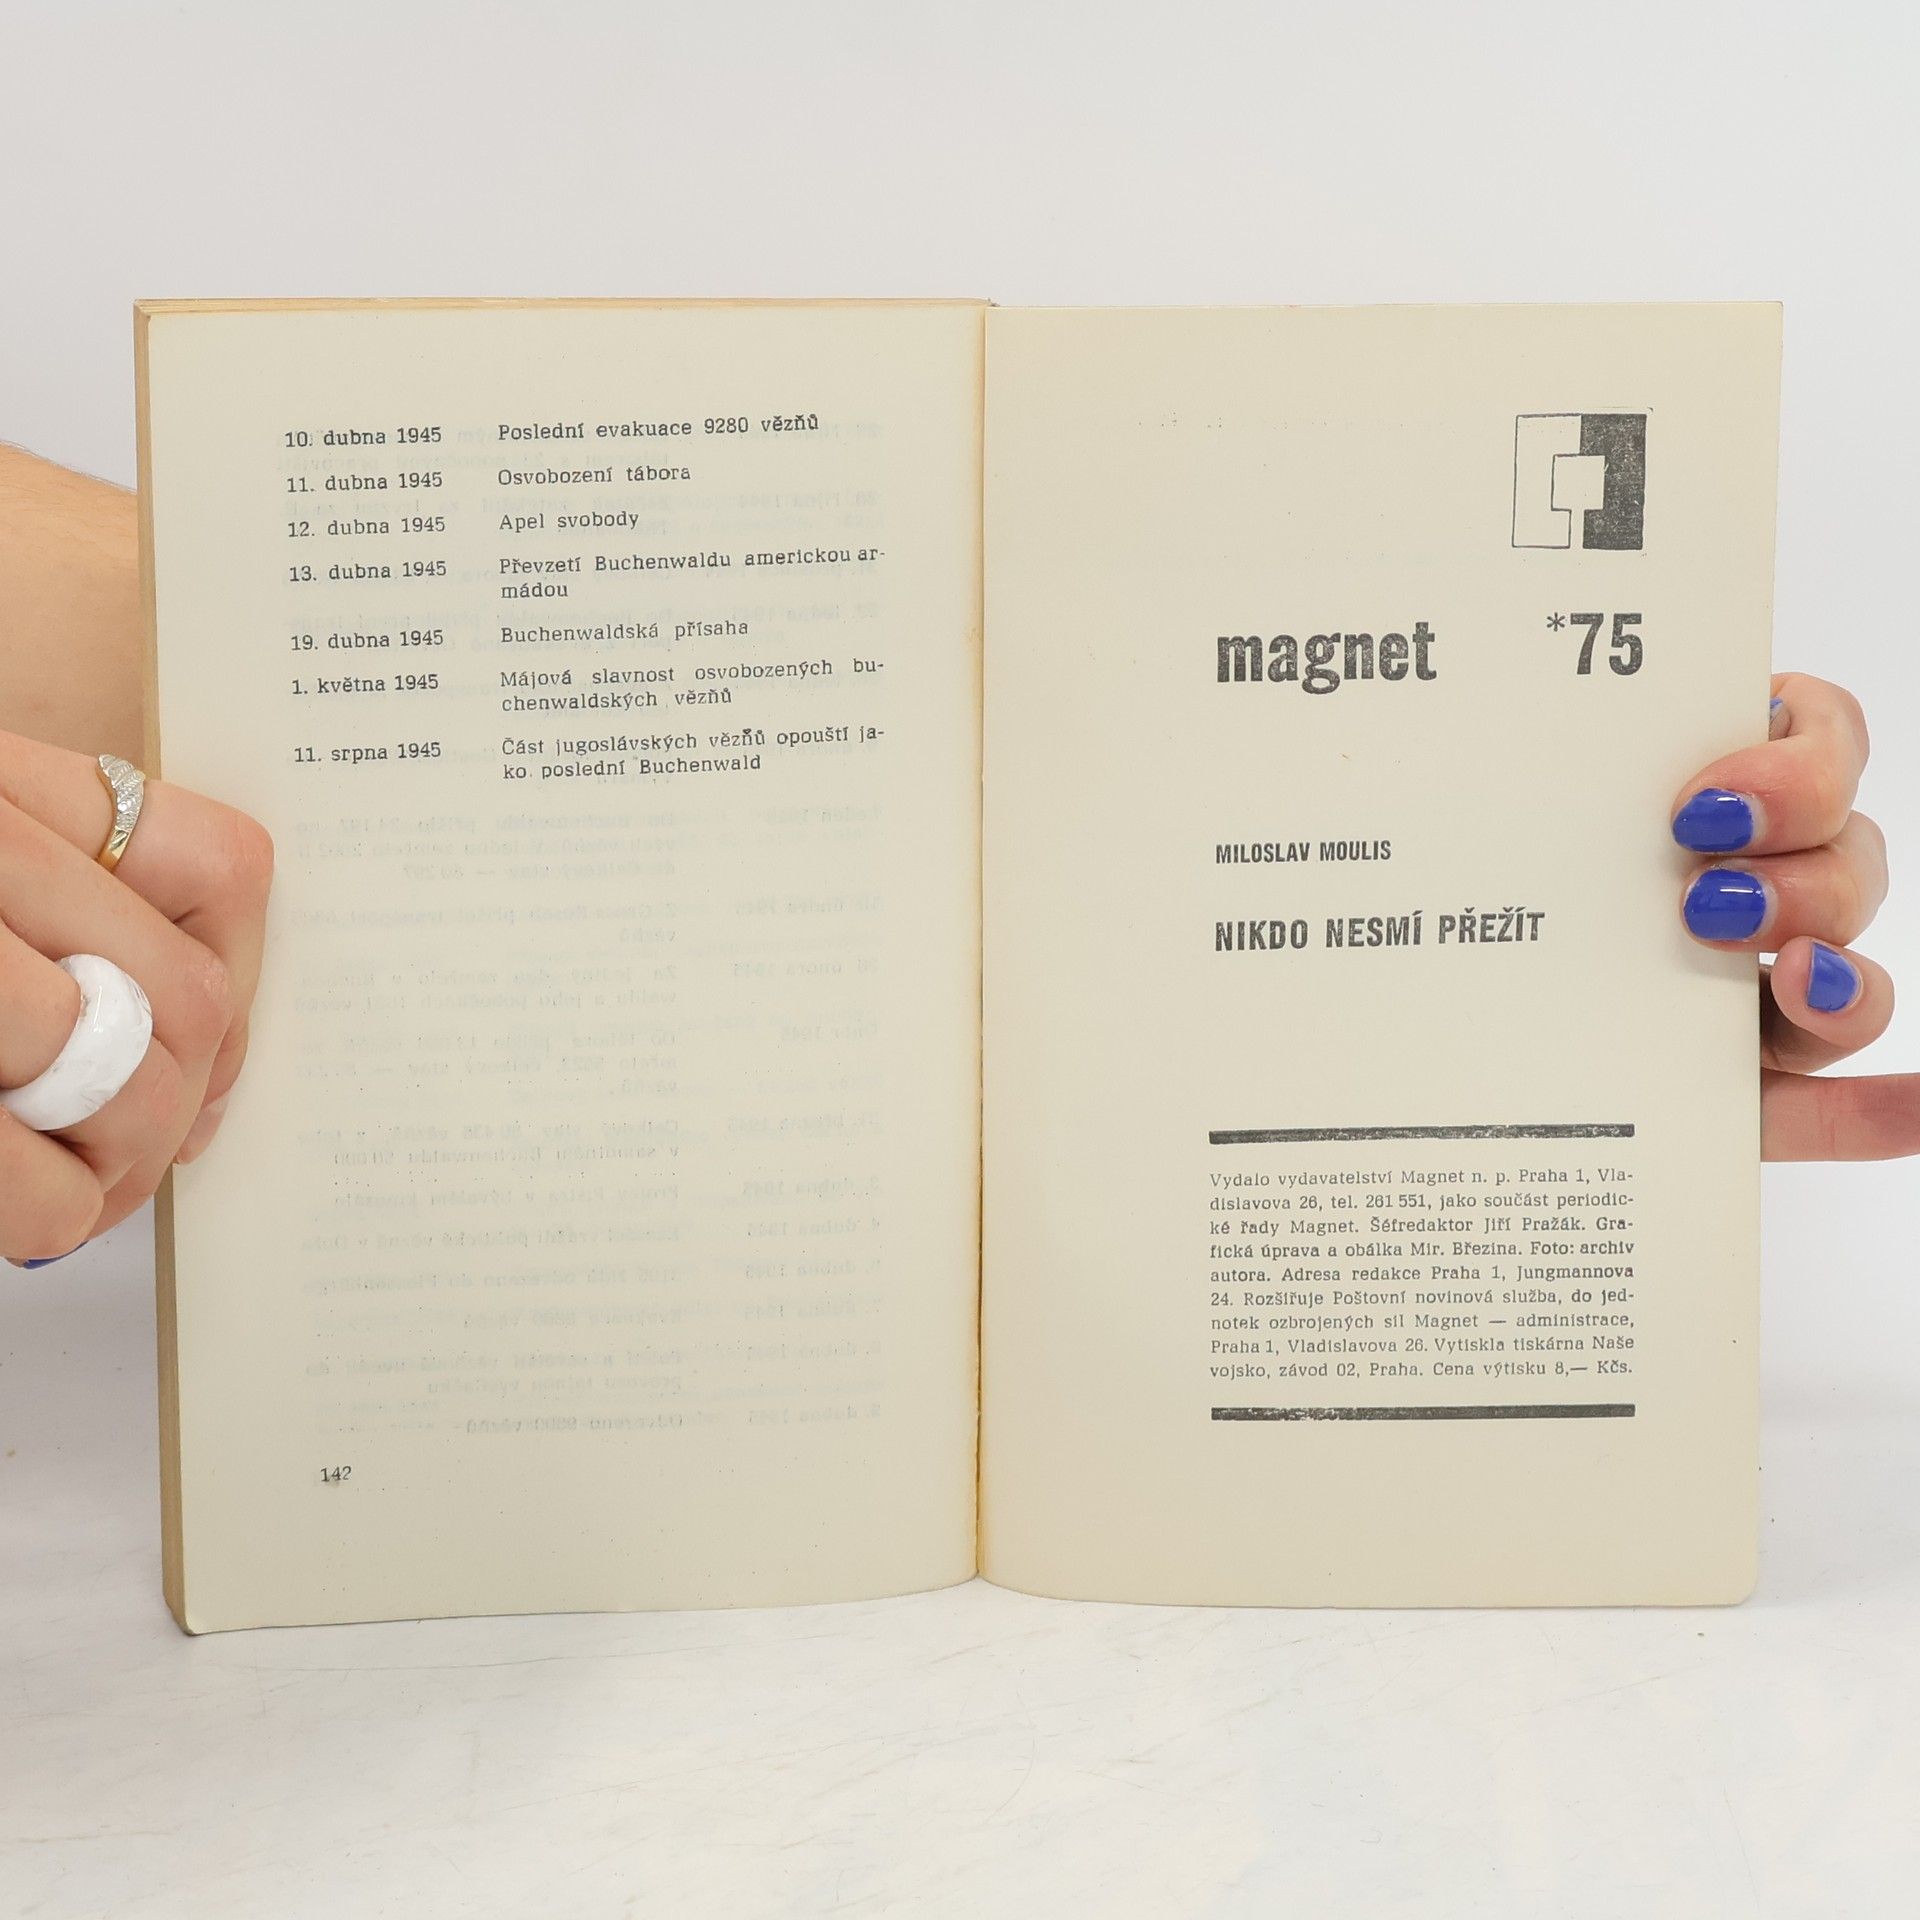 10. dubna 1945 Poslední evakuace 9280 vězňů
11. dubna 1945 Osvobození tábora
12. dubna 1945 Apel svobody
13. dubna 1945 Převzetí Buchenwaldu americkou ar-
mádou
19. dubna 1945 Buchenwaldská přísaha
1. května 1945 Májová slavnost osvobozených bu-
chenwaldských vězňů
11. srpna 1945 Část jugoslávských vězňů opouští ja-
ko poslední Buchenwald
142
magnet *75
MILOSLAV MOULIS
NIKDO NESMÍ PŘEŽÍT
Vydalo vydavatelství Magnet n. p. Praha 1, Vla-
dislavova 26, tel. 261 551, jako součást periodic-
ké řady Magnet. Šéfredaktor Jiří Pražák. Gra-
fická úprava a obálka Mir. Březina. Foto: archiv
autora. Adresa redakce Praha 1, Jungmannova
24. Rozšiřuje Poštovní novinová služba, do jed-
notek ozbrojených sil Magnet — administrace,
Praha 1, Vladislavova 26. Vytiskla tiskárna Naše
vojsko, závod 02, Praha. Cena výtisku 8,— Kčs.